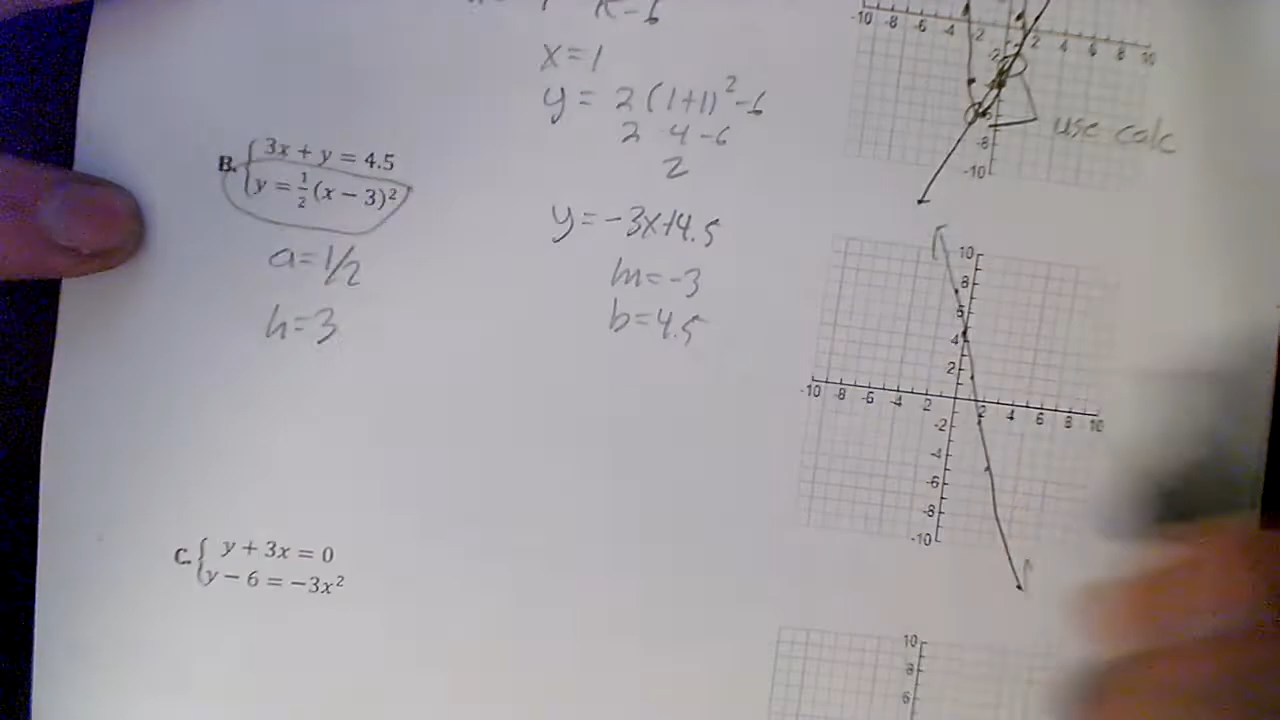 k-6
x=1
y = 2(1+1)²-6
2 4 -6
2
use calc
B. { 3x + y = 4.5
y = 1/2 (x − 3)²
a=1/2
h=3
y=-3x+4.5
m=-3
b=4.5
C. { y + 3x = 0
y − 6 = −3x²
-10 -8 -6 -4 -2 2 4 6 8 10
-2
-8
-10
10
8
6
4
2
-10 -8 -6 -4 2 2 4 6 8 10
-2
-4
-6
-8
-10
10
8
6